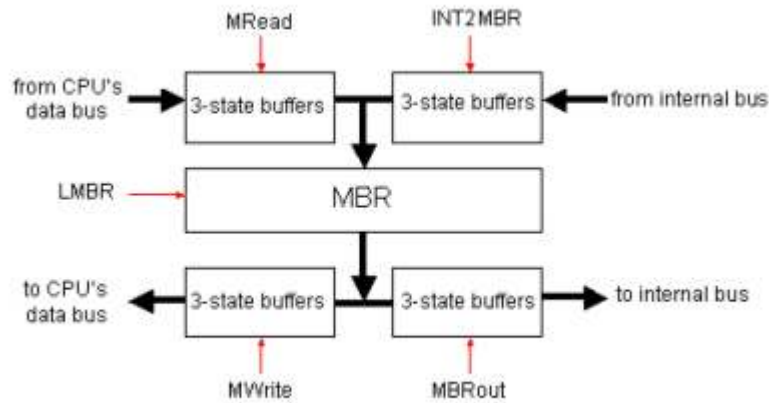 MRead
INT2MBR
from CPU's
data bus
3-state buffers
3-state buffers
from internal bus
LMBR
MBR
to CPU's
data bus
3-state buffers
3-state buffers
to internal bus
MWrite
MBRout